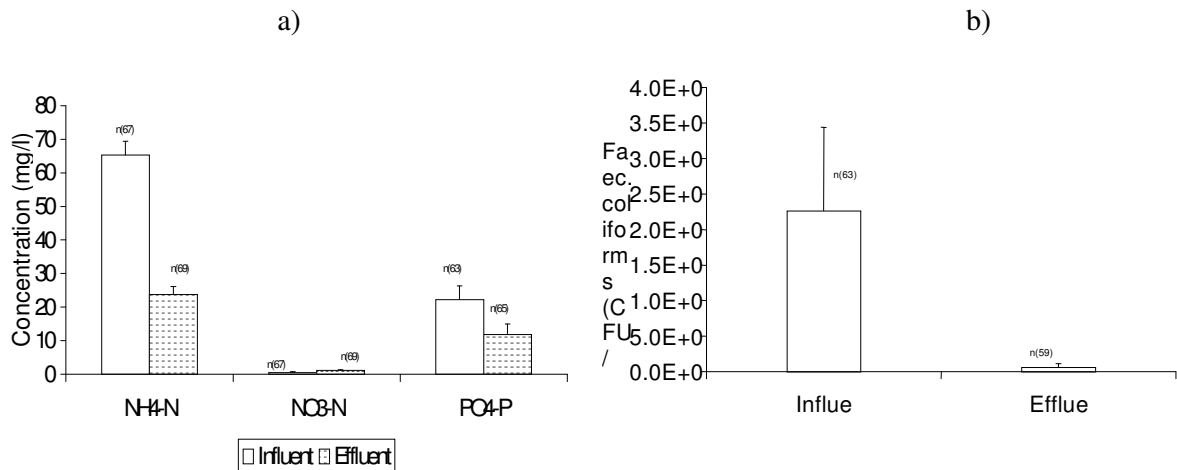 a)
b)
Concentration (mg/l)
80
70
60
50
40
30
20
10
0
n(67)
n(69)
n(67)
n(69)
n(63)
n(65)
NH4-N
NO3-N
PO4-P
Influent
Effluent
Fa
ec.
col
ifo
rm
s
(C
FU
/
4.0E+0
3.5E+0
3.0E+0
2.5E+0
2.0E+0
1.5E+0
1.0E+0
5.0E+0
0.0E+0
n(63)
n(59)
Influe
Efflue